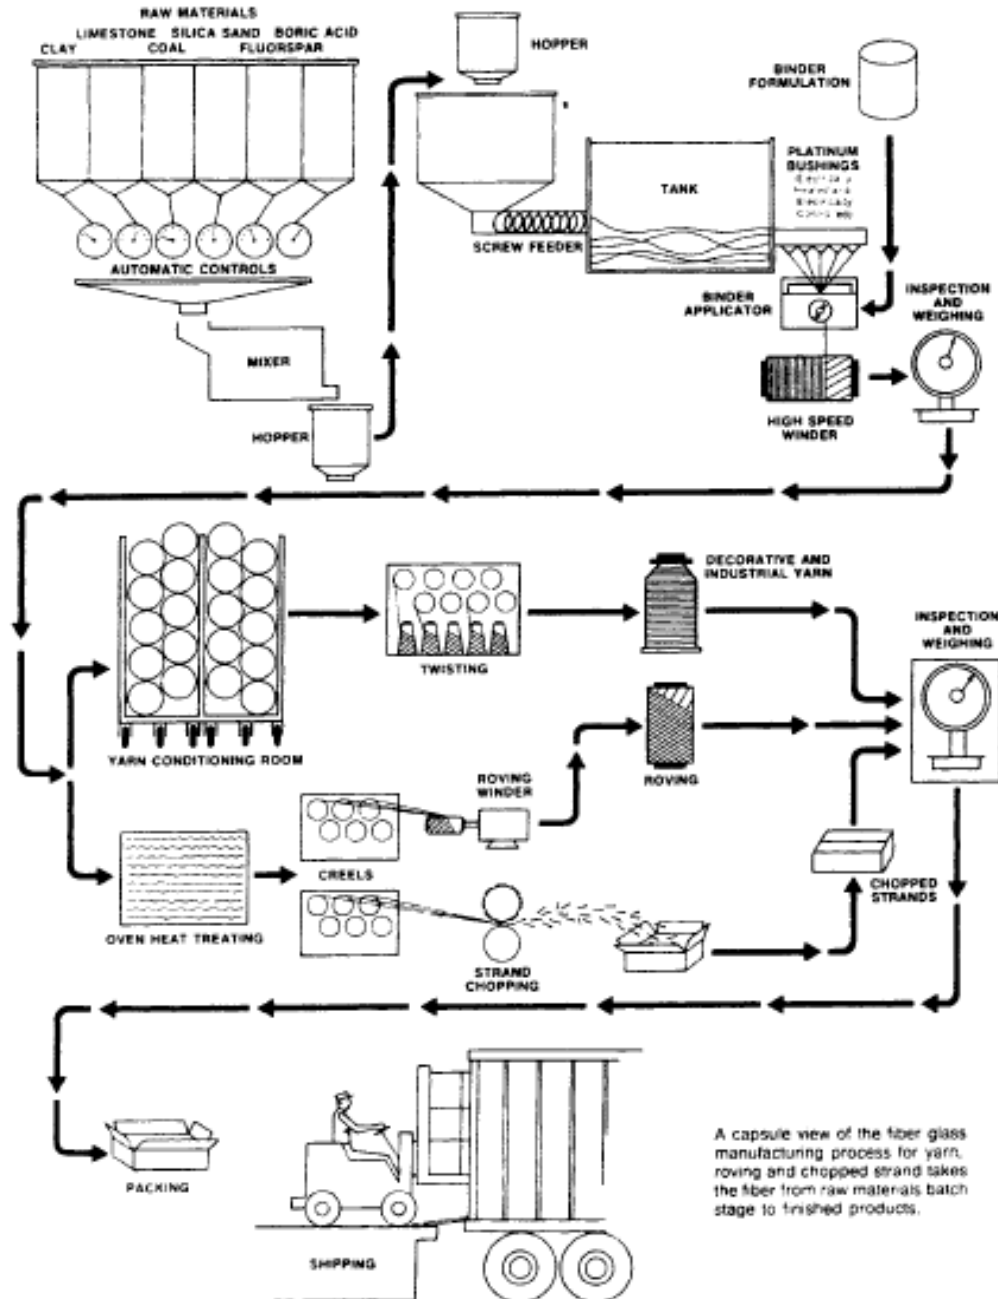 RAW MATERIALS
LIMESTONE SILICA SAND BORIC ACID
CLAY COAL FLUORSPAR
AUTOMATIC CONTROLS
MIXER
HOPPER
HOPPER
SCREW FEEDER
TANK
BINDER
FORMULATION
PLATINUM
BUSHINGS
BINDER
APPLICATOR
INSPECTION
AND
WEIGHING
HIGH SPEED
WINDER
YARN CONDITIONING ROOM
TWISTING
DECORATIVE AND
INDUSTRIAL YARN
INSPECTION
AND
WEIGHING
ROVING
WINDER
ROVING
OVEN HEAT TREATING
CREELS
STRAND
CHOPPING
CHOPPED
STRANDS
PACKING
SHIPPING
A capsule view of the fiber glass
manufacturing process for yarn,
roving and chopped strand takes
the fiber from raw materials batch
stage to finished products.